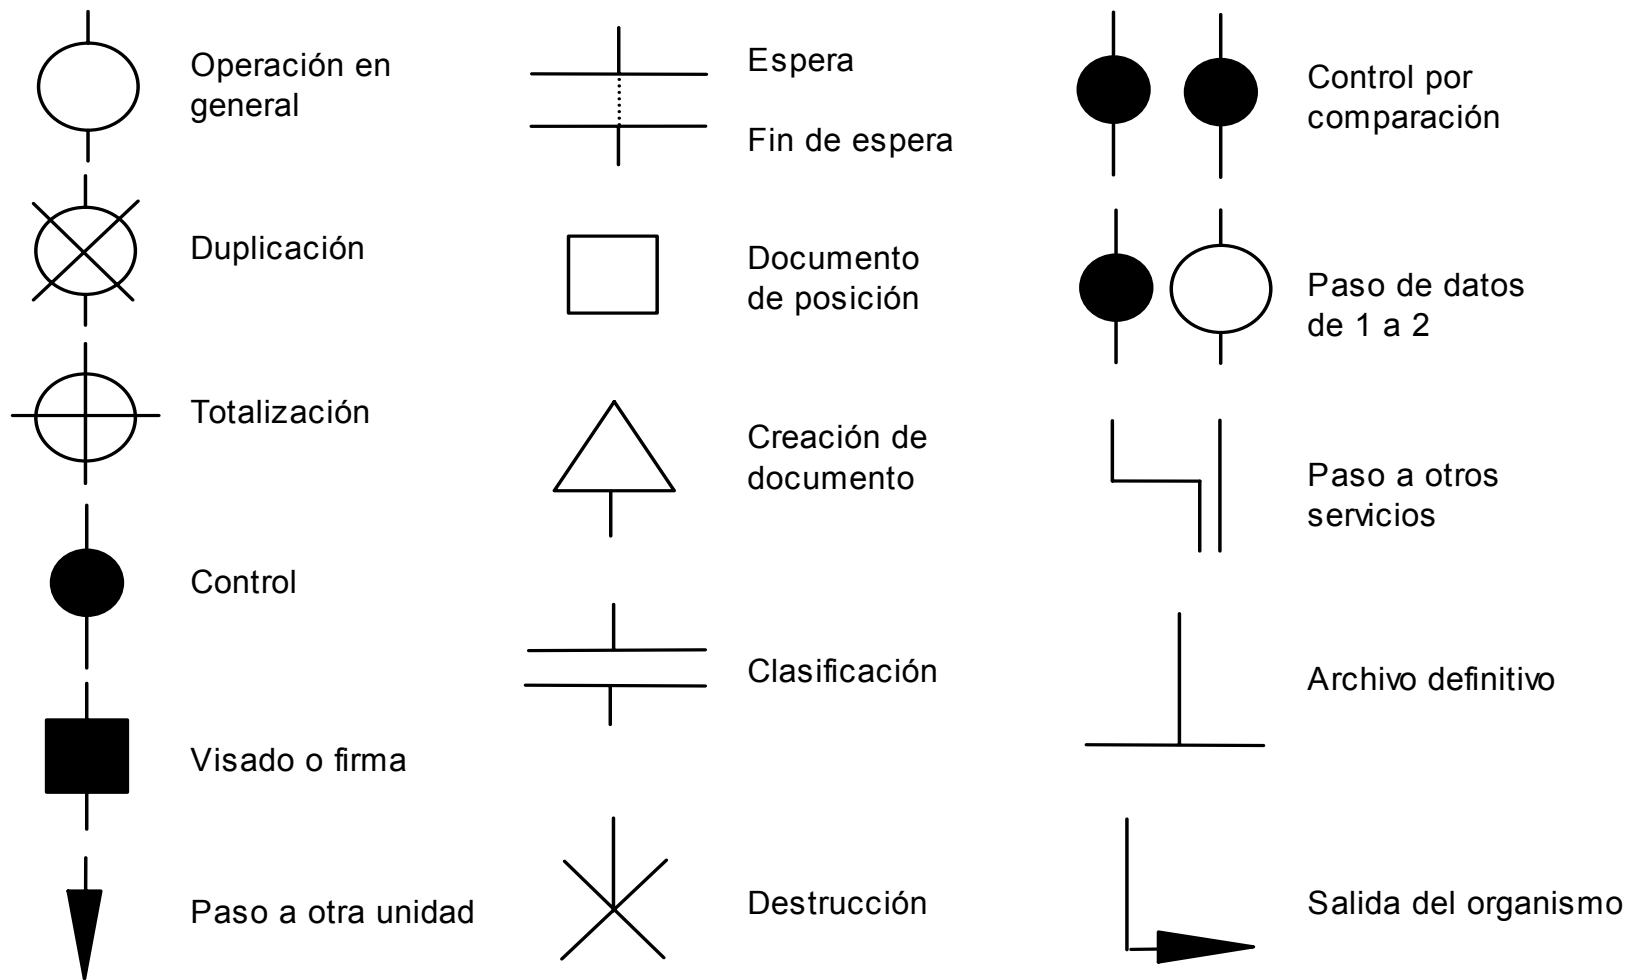 Operación en
general
Duplicación
Totalización
Control
Visado o firma
Paso a otra unidad
Espera
Fin de espera
Documento
de posición
Creación de
documento
Clasificación
Destrucción
Control por
comparación
Paso de datos
de 1 a 2
Paso a otros
servicios
Archivo definitivo
Salida del organismo